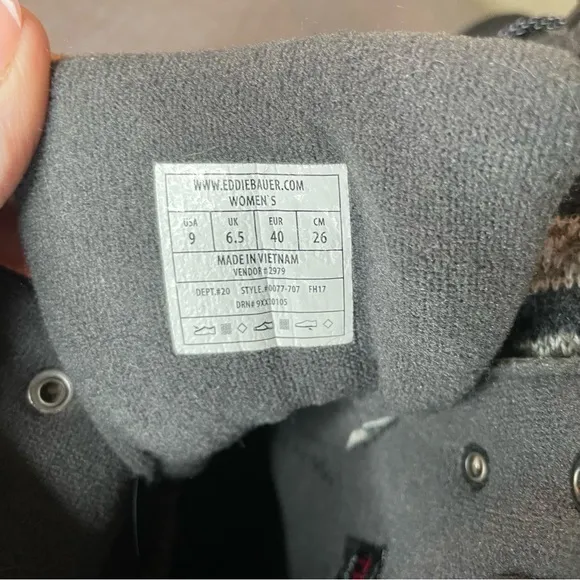 WWW.EDDIEBAUER.COM
WOMEN'S
USA UK EUR CM
9 6.5 40 26
MADE IN VIETNAM
VENDOR #2979
DEPT.#20 STYLE.#0077-707 FH17
DRN# 9XX10105